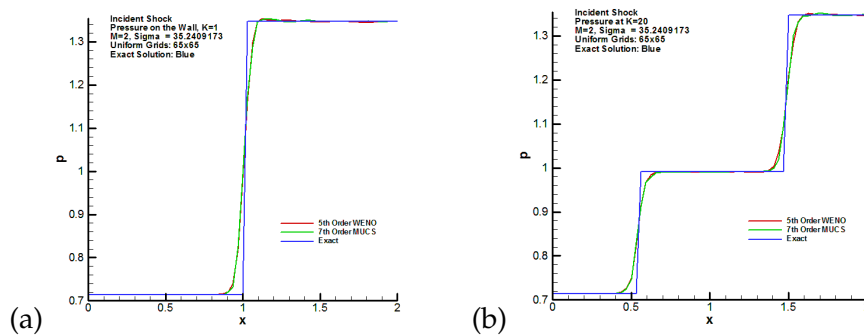 Incident Shock
Pressure on the Wall, K=1
M=2, Sigma = 35.2409173
Uniform Grids: 65x65
Exact Solution: Blue
1.3
1.2
1.1
1
0.9
0.8
0.7
p
5th Order WENO
7th Order MUCS
Exact
0
0.5
1
1.5
2
x
(a)
Incident Shock
Pressure at K=20
M=2, Sigma = 35.2409173
Uniform Grids: 65x65
Exact Solution: Blue
1.3
1.2
1.1
1
0.9
0.8
0.7
p
5th Order WENO
7th Order MUCS
Exact
0
0.5
1
1.5
x
(b)